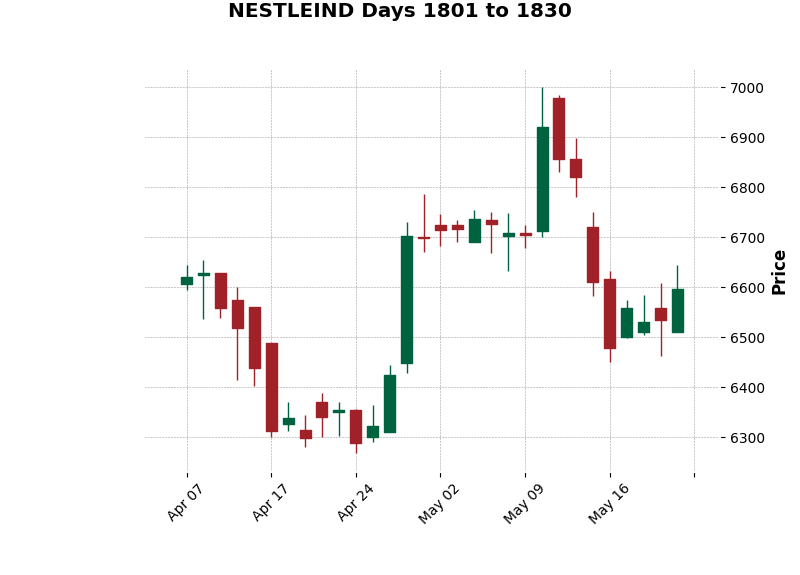 NESTLEIND Days 1801 to 1830
7000
6900
6800
6700
6600
6500
6400
6300
Price
Apr 07
Apr 17
Apr 24
May 02
May 09
May 16